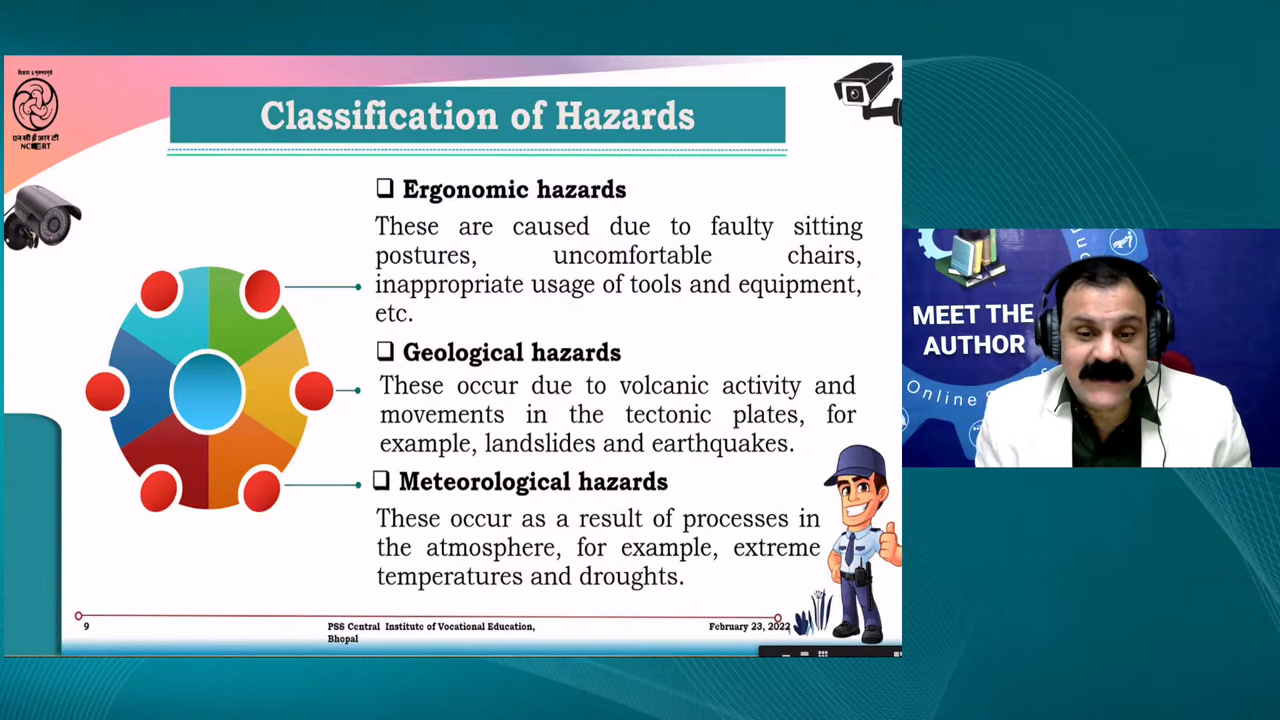 एन सी ई आर टी
NCERT
Classification of Hazards
❑ Ergonomic hazards
These are caused due to faulty sitting
postures, uncomfortable chairs,
inappropriate usage of tools and equipment,
etc.
❑ Geological hazards
These occur due to volcanic activity and
movements in the tectonic plates, for
example, landslides and earthquakes.
❑ Meteorological hazards
These occur as a result of processes in
the atmosphere, for example, extreme
temperatures and droughts.
9
PSS Central Institute of Vocational Education,
Bhopal
February 23, 2022
MEET THE
AUTHOR
Online